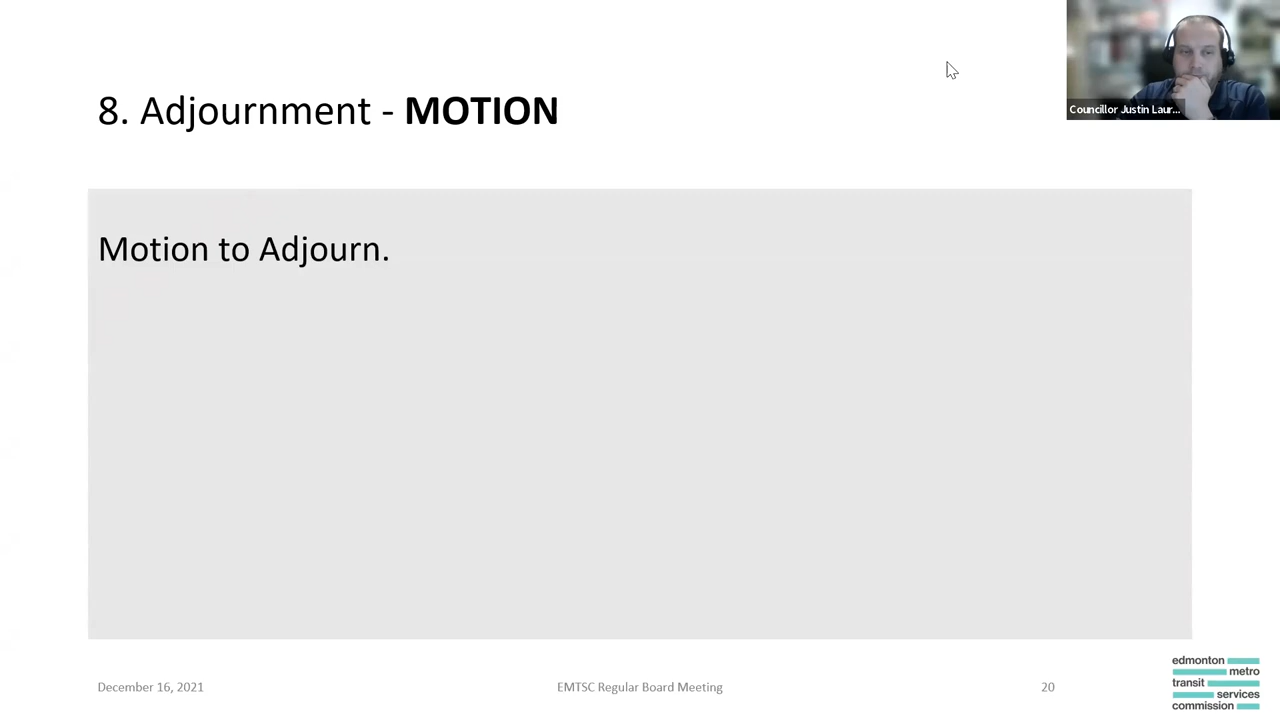 8. Adjournment - MOTION
Councillor Justin Laur...
Motion to Adjourn.
December 16, 2021
EMTSC Regular Board Meeting
20
edmonton
metro
transit
services
commission